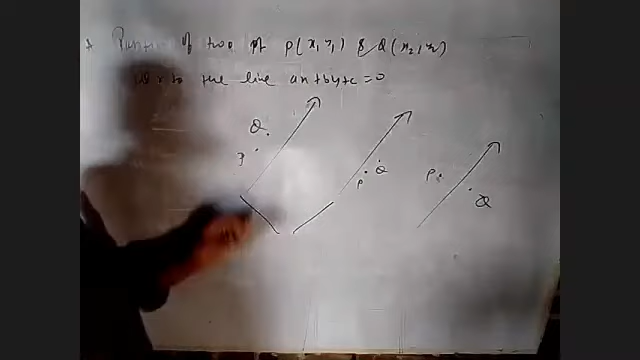 Position of two pt P(x₁,y₁) & Q(x₂,y₂)
to the line ax+by+c=0
Q
P
P Q
P
Q